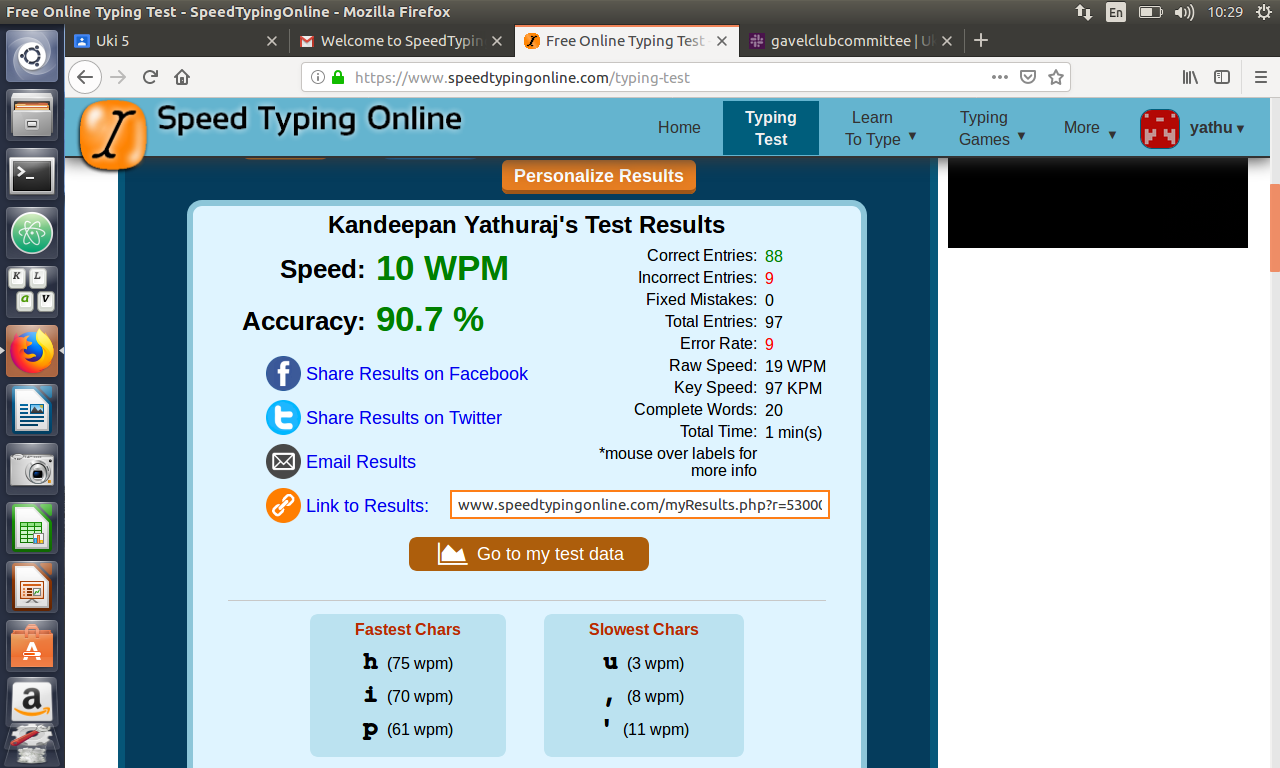 Free Online Typing Test - SpeedTypingOnline - Mozilla Firefox
En
10:29
Uki 5
Welcome to SpeedTypin
Free Online Typing Test
gavelclubcommittee | U
https://www.speedtypingonline.com/typing-test
Speed Typing Online
Home
Typing Test
Learn To Type
Typing Games
More
yathu
Personalize Results
Kandeepan Yathuraj's Test Results
Speed: 10 WPM
Accuracy: 90.7 %
Correct Entries: 88
Incorrect Entries: 9
Fixed Mistakes: 0
Total Entries: 97
Error Rate: 9
Raw Speed: 19 WPM
Key Speed: 97 KPM
Complete Words: 20
Total Time: 1 min(s)
*mouse over labels for
more info
Share Results on Facebook
Share Results on Twitter
Email Results
Link to Results: www.speedtypingonline.com/myResults.php?r=5300
Go to my test data
Fastest Chars
h (75 wpm)
i (70 wpm)
p (61 wpm)
Slowest Chars
u (3 wpm)
, (8 wpm)
' (11 wpm)
K L
a v